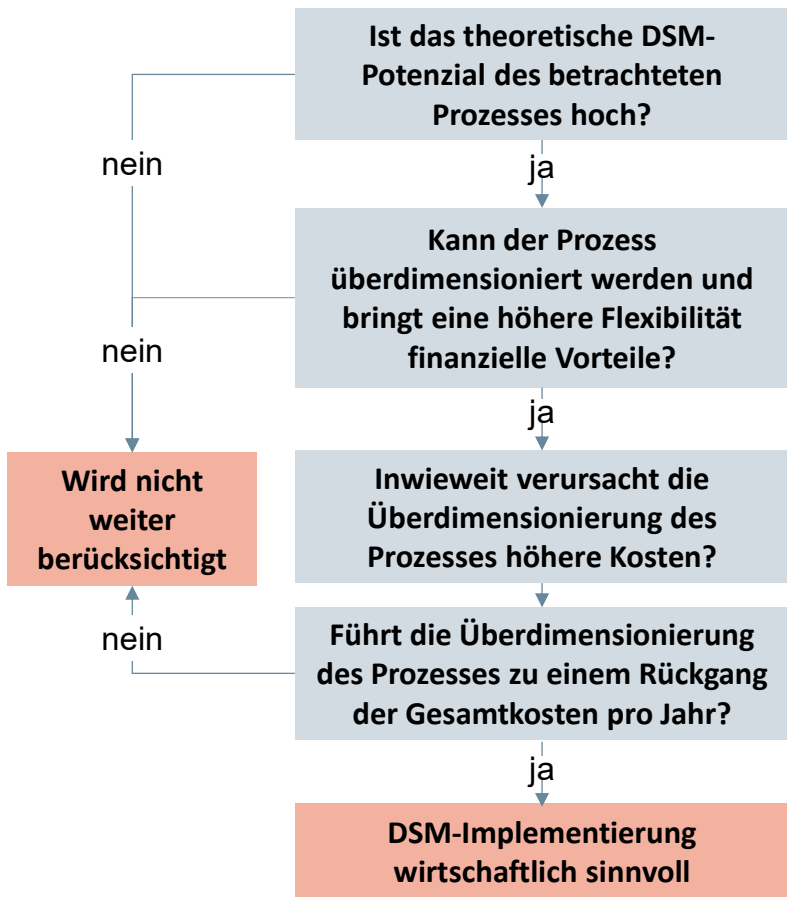 Ist das theoretische DSM-
Potenzial des betrachteten
Prozesses hoch?
nein
ja
Kann der Prozess
überdimensioniert werden und
bringt eine höhere Flexibilität
finanzielle Vorteile?
nein
ja
Wird nicht
weiter
berücksichtigt
Inwieweit verursacht die
Überdimensionierung des
Prozesses höhere Kosten?
nein
Führt die Überdimensionierung
des Prozesses zu einem Rückgang
der Gesamtkosten pro Jahr?
ja
DSM-Implementierung
wirtschaftlich sinnvoll